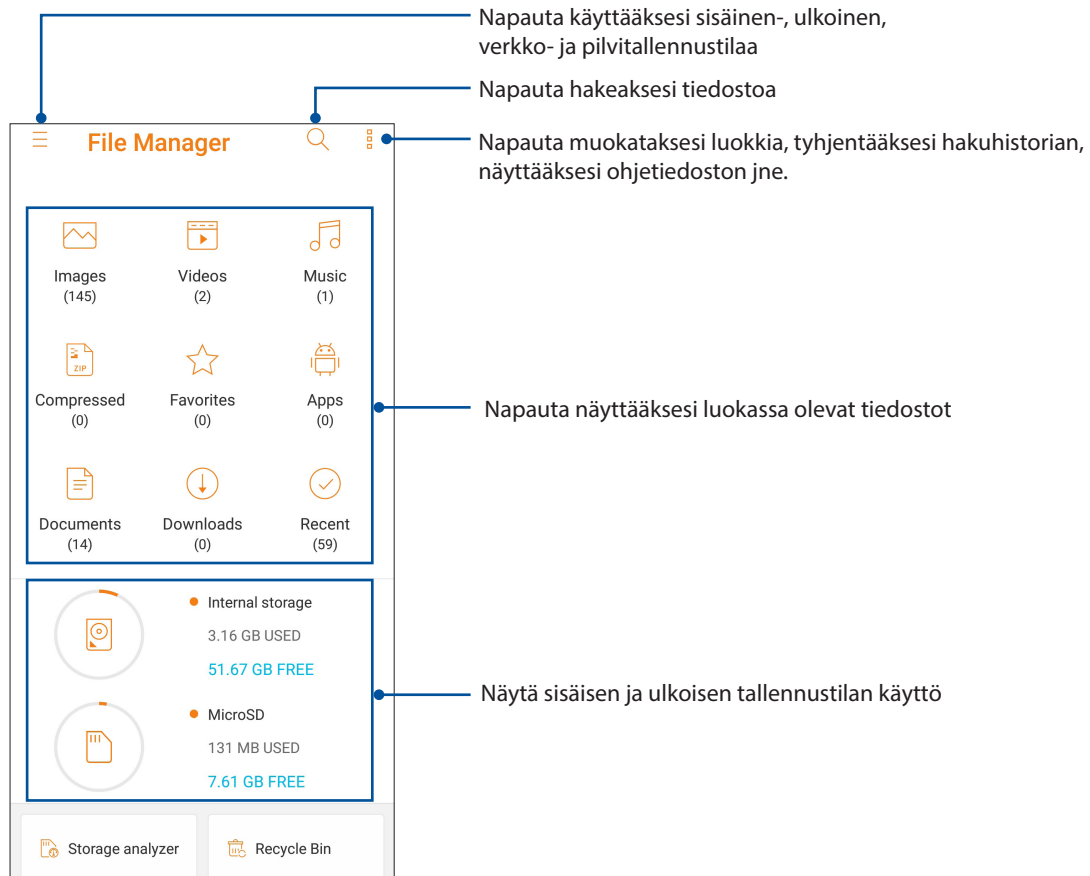 Napauta käyttääksesi sisäinen-, ulkoinen,
verkko- ja pilvitallennustilaa
Napauta hakeaksesi tiedostoa
Napauta muokataksesi luokkia, tyhjentääksesi hakuhistorian,
näyttääksesi ohjetiedoston jne.
File Manager
Images Videos Music
(145) (2) (1)
ZIP
Compressed Favorites Apps
(0) (0) (0)
Napauta näyttääksesi luokassa olevat tiedostot
Documents Downloads Recent
(14) (0) (59)
Internal storage
3.16 GB USED
51.67 GB FREE
Näytä sisäisen ja ulkoisen tallennustilan käyttö
MicroSD
131 MB USED
7.61 GB FREE
Storage analyzer Recycle Bin